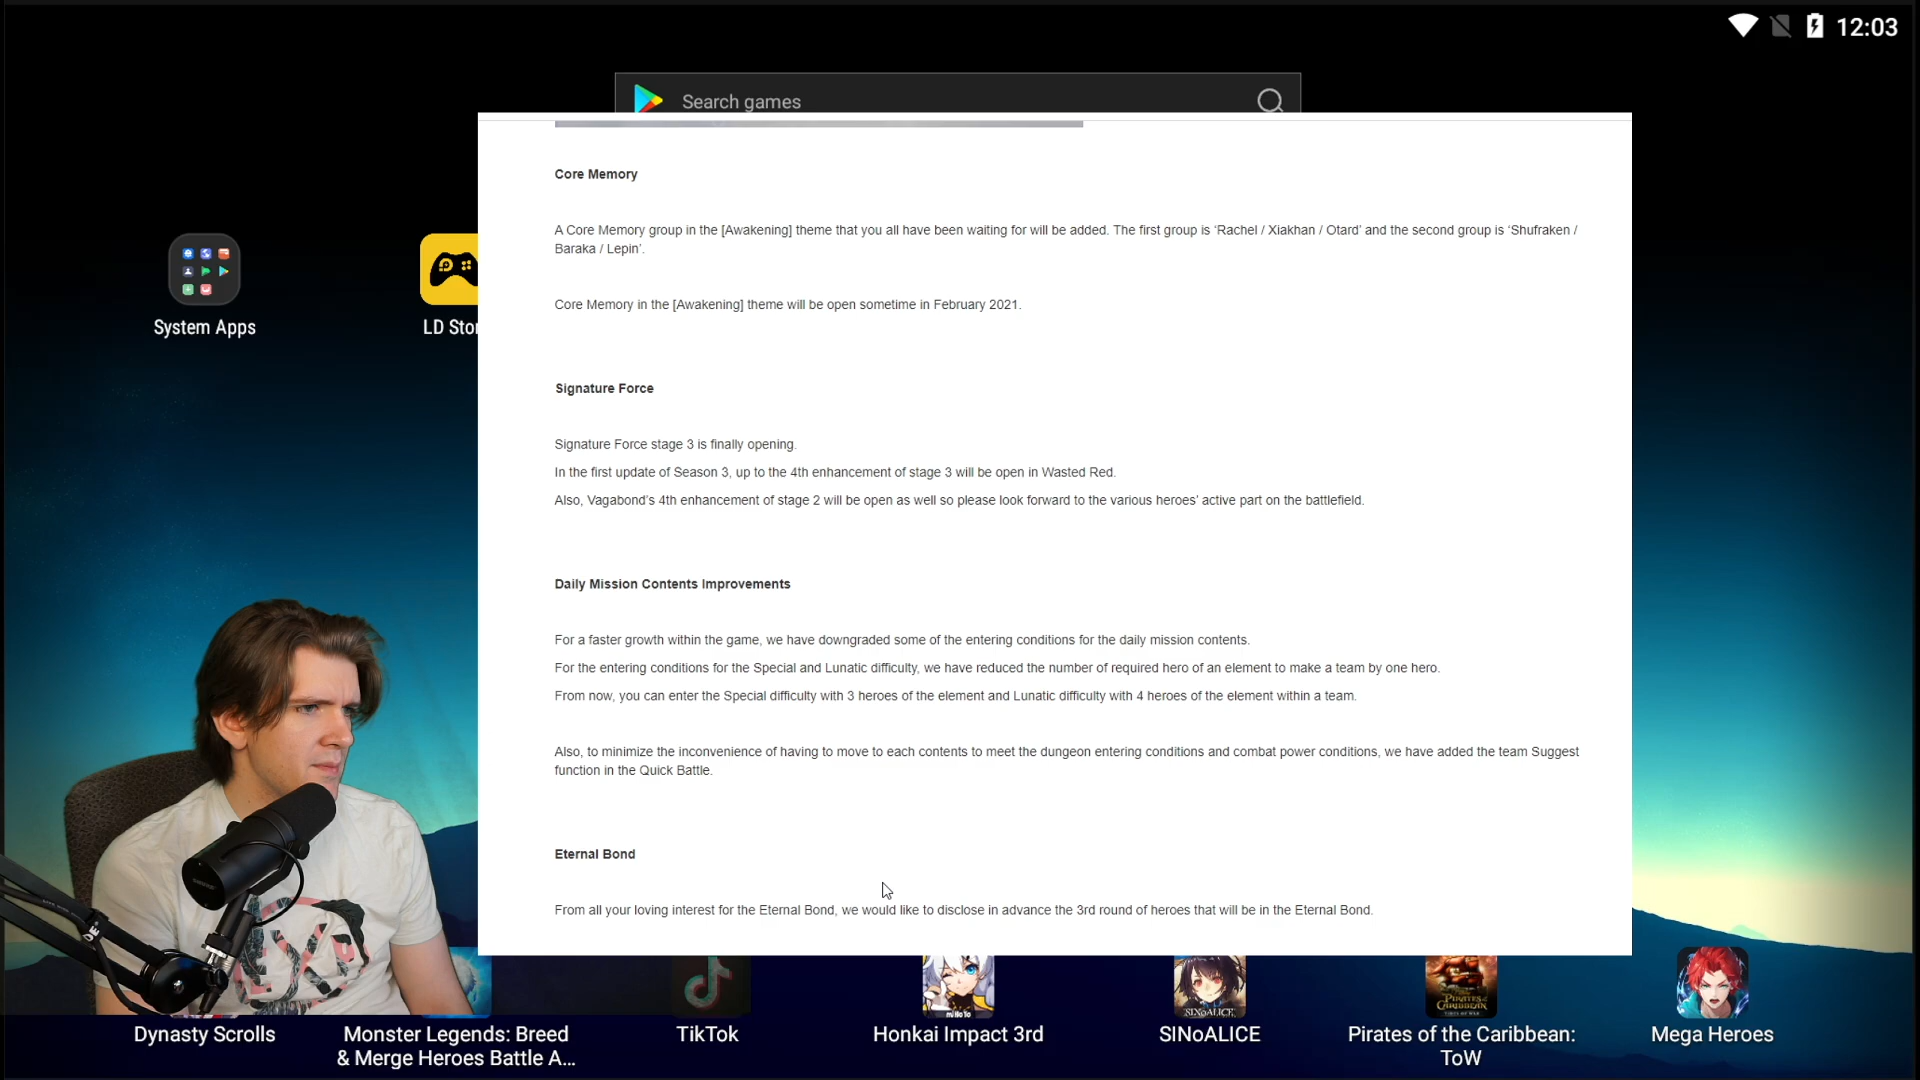 12:03
Search games
Core Memory
A Core Memory group in the [Awakening] theme that you all have been waiting for will be added. The first group is ‘Rachel / Xiakhan / Otard’ and the second group is ‘Shufraken /
Baraka / Lepin’.
Core Memory in the [Awakening] theme will be open sometime in February 2021.
System Apps
LD Stor
Signature Force
Signature Force stage 3 is finally opening.
In the first update of Season 3, up to the 4th enhancement of stage 3 will be open in Wasted Red.
Also, Vagabond’s 4th enhancement of stage 2 will be open as well so please look forward to the various heroes’ active part on the battlefield.
Daily Mission Contents Improvements
For a faster growth within the game, we have downgraded some of the entering conditions for the daily mission contents.
For the entering conditions for the Special and Lunatic difficulty, we have reduced the number of required hero of an element to make a team by one hero.
From now, you can enter the Special difficulty with 3 heroes of the element and Lunatic difficulty with 4 heroes of the element within a team.
Also, to minimize the inconvenience of having to move to each contents to meet the dungeon entering conditions and combat power conditions, we have added the team Suggest
function in the Quick Battle.
Eternal Bond
From all your loving interest for the Eternal Bond, we would like to disclose in advance the 3rd round of heroes that will be in the Eternal Bond.
SINoALICE
PIRATES
CARIBBEAN
Dynasty Scrolls
Monster Legends: Breed
& Merge Heroes Battle A...
TikTok
Honkai Impact 3rd
SINoALICE
Pirates of the Caribbean:
ToW
Mega Heroes